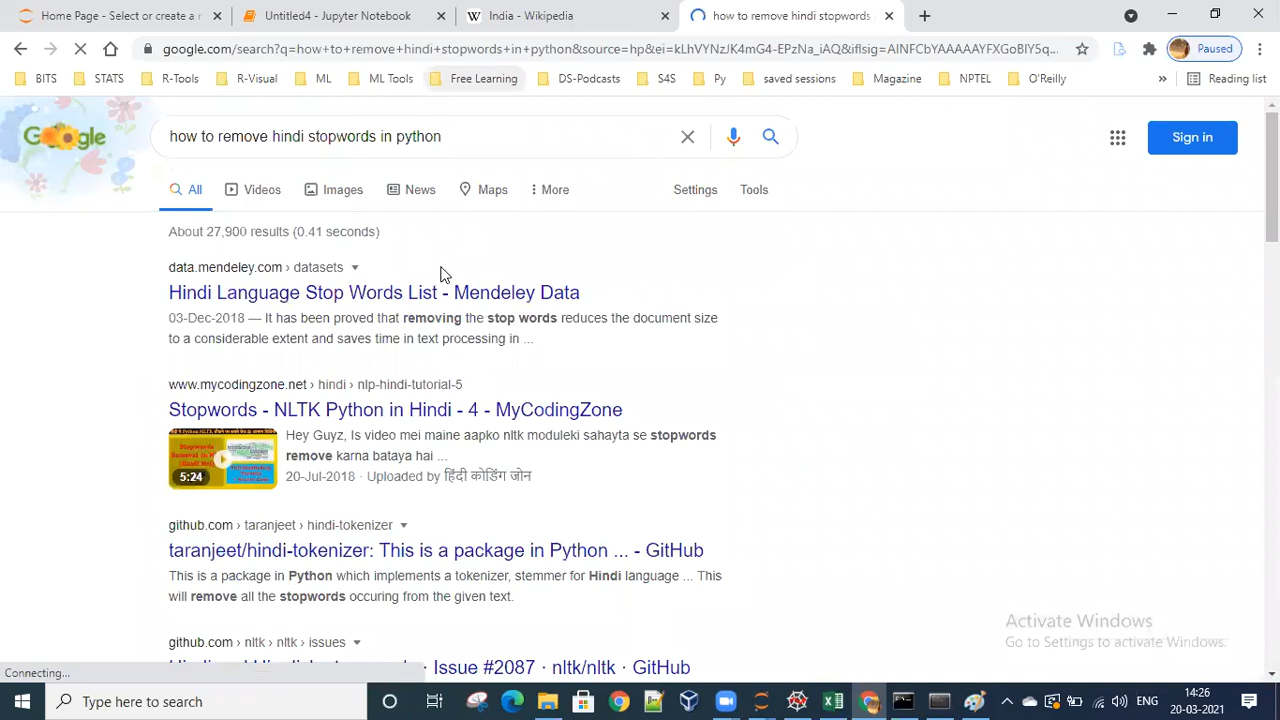 Home Page - Select or create a n
Untitled4 - Jupyter Notebook
India - Wikipedia
how to remove hindi stopwords
google.com/search?q=how+to+remove+hindi+stopwords+in+python&source=hp&ei=kLhVYNzJK4mG4-EPzNa_iAQ&iflsig=AINFCbYAAAAAYFXGoBlY5q...
Paused
BITS
STATS
R-Tools
R-Visual
ML
ML Tools
Free Learning
DS-Podcasts
S4S
Py
saved sessions
Magazine
NPTEL
O'Reilly
»
Reading list
Google
how to remove hindi stopwords in python
Sign in
All
Videos
Images
News
Maps
More
Settings
Tools
About 27,900 results (0.41 seconds)
data.mendeley.com › datasets
Hindi Language Stop Words List - Mendeley Data
03-Dec-2018 — It has been proved that removing the stop words reduces the document size
to a considerable extent and saves time in text processing in ...
www.mycodingzone.net › hindi › nlp-hindi-tutorial-5
Stopwords - NLTK Python in Hindi - 4 - MyCodingZone
Hey Guyz, Is video mei maine aapko nltk moduleki sahayta se stopwords
remove karna bataya hai ...
5:24
20-Jul-2018 · Uploaded by हिंदी कोडिंग जोन
github.com › taranjeet › hindi-tokenizer
taranjeet/hindi-tokenizer: This is a package in Python ... - GitHub
This is a package in Python which implements a tokenizer, stemmer for Hindi language ... This
will remove all the stopwords occuring from the given text.
github.com › nltk › nltk › issues
· Issue #2087 · nltk/nltk · GitHub
Activate Windows
Go to Settings to activate Windows.
Connecting...
Type here to search
ENG
14:26
20-03-2021